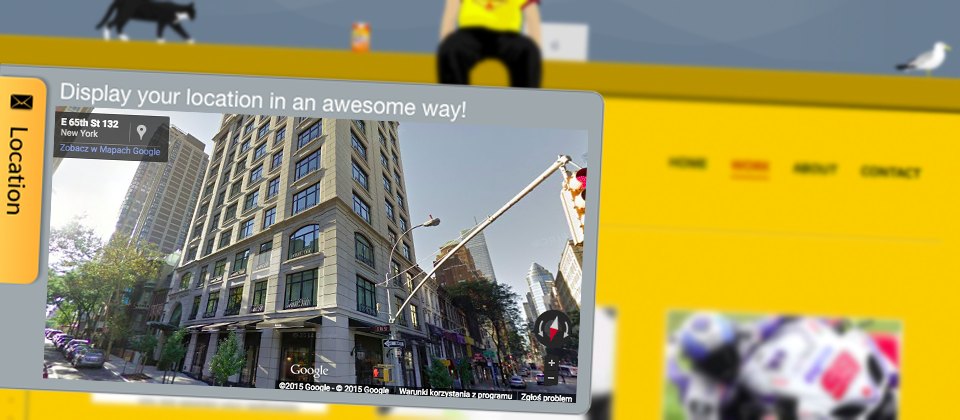 Display your location in an awesome way!
E 65th St 132
New York
Zobacz w Mapach Google
Location
Google
©2015 Google - © 2015 Google
Warunki korzystania z programu
Zgłoś problem
HOME
WORK
ABOUT
CONTACT